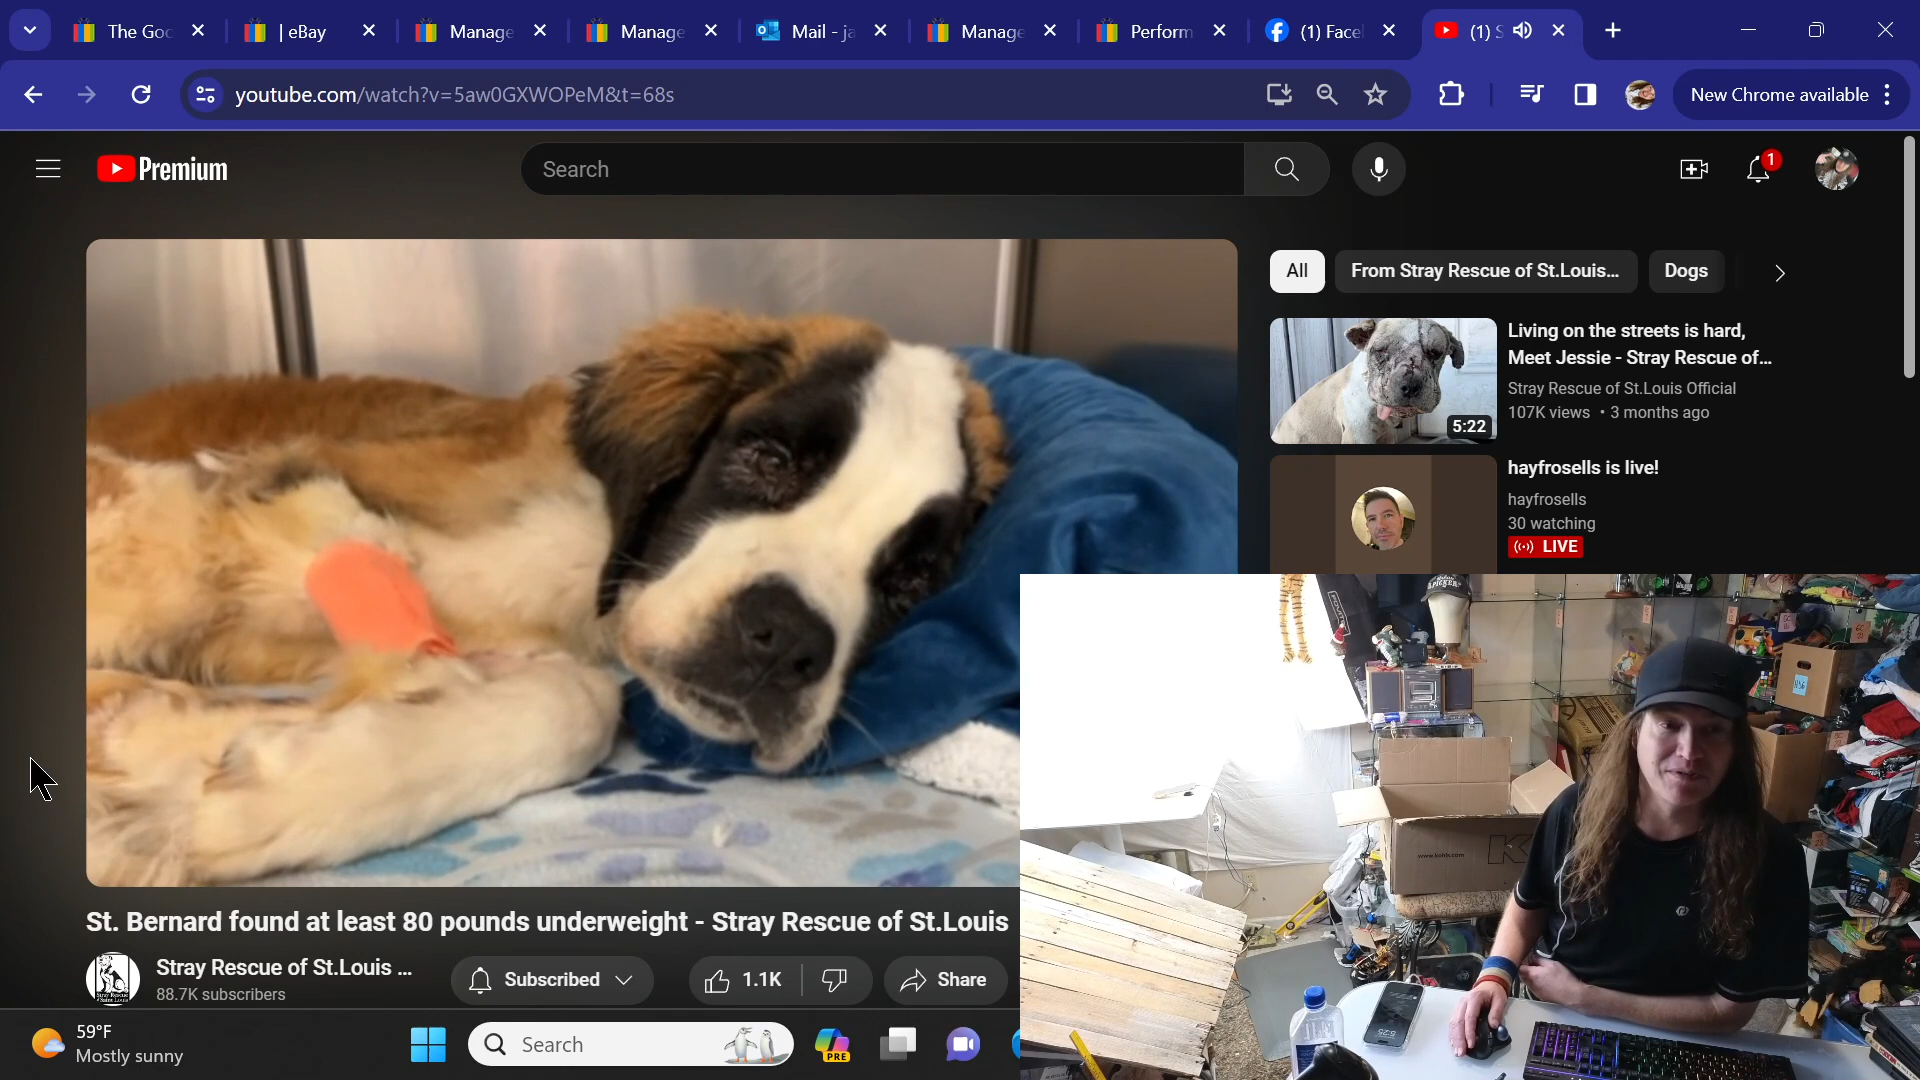 The Goo
| eBay
Manage
Manage
Mail - ja
Manage
Perform
(1) Face
(1) S
youtube.com/watch?v=5aw0GXWOPeM&t=68s
New Chrome available
Premium
Search
1
All
From Stray Rescue of St.Louis...
Dogs
Living on the streets is hard,
Meet Jessie - Stray Rescue of...
Stray Rescue of St.Louis Official
107K views • 3 months ago
5:22
hayfrosells is live!
hayfrosells
30 watching
LIVE
www.kohls.com
St. Bernard found at least 80 pounds underweight - Stray Rescue of St.Louis
Stray Rescue of St.Louis ...
88.7K subscribers
Subscribed
1.1K
Share
59°F
Mostly sunny
Search
PRE